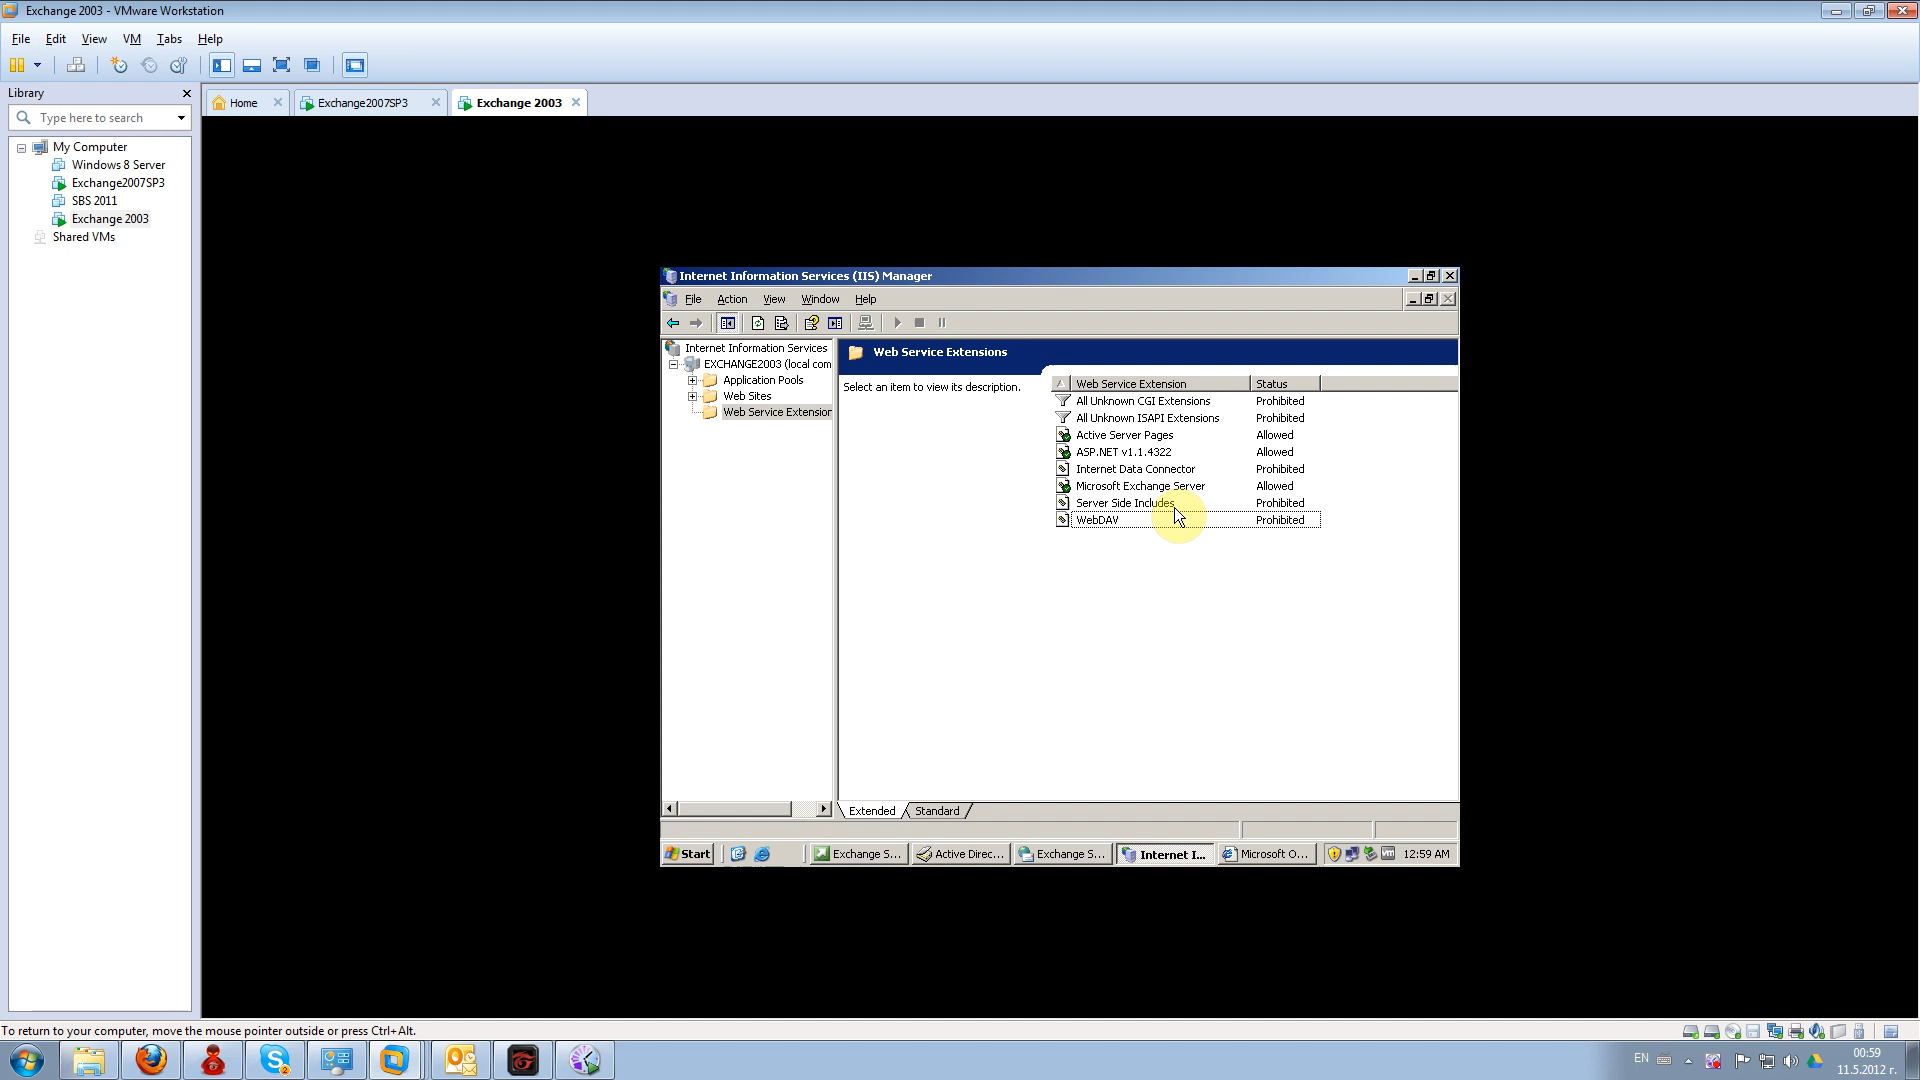 Exchange 2003 - VMware Workstation
File Edit View VM Tabs Help
Library
Type here to search
My Computer
Windows 8 Server
Exchange2007SP3
SBS 2011
Exchange 2003
Shared VMs
Home Exchange2007SP3 Exchange 2003
Internet Information Services (IIS) Manager
File Action View Window Help
Internet Information Services
EXCHANGE2003 (local com
Application Pools
Web Sites
Web Service Extension
Web Service Extensions
Select an item to view its description.
Web Service Extension Status
All Unknown CGI Extensions Prohibited
All Unknown ISAPI Extensions Prohibited
Active Server Pages Allowed
ASP.NET v1.1.4322 Allowed
Internet Data Connector Prohibited
Microsoft Exchange Server Allowed
Server Side Includes Prohibited
WebDAV Prohibited
Extended Standard
Start Exchange S... Active Direc... Exchange S... Internet I... Microsoft O... 12:59 AM
To return to your computer, move the mouse pointer outside or press Ctrl+Alt.
EN 00:59
11.5.2012 г.